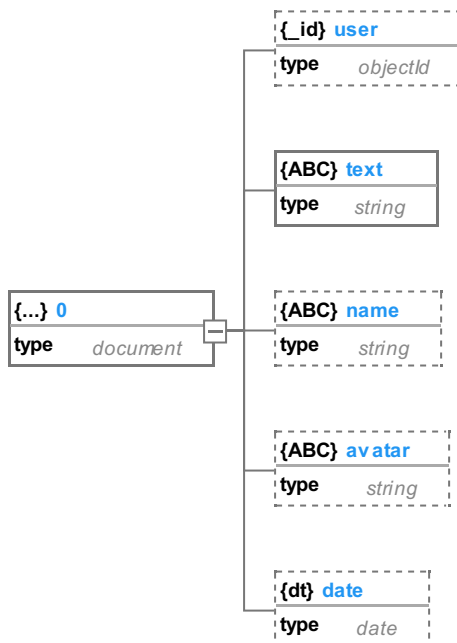 {_id} user
type objectId
{ABC} text
type string
{...} 0
type document
{ABC} name
type string
{ABC} avatar
type string
{dt} date
type date